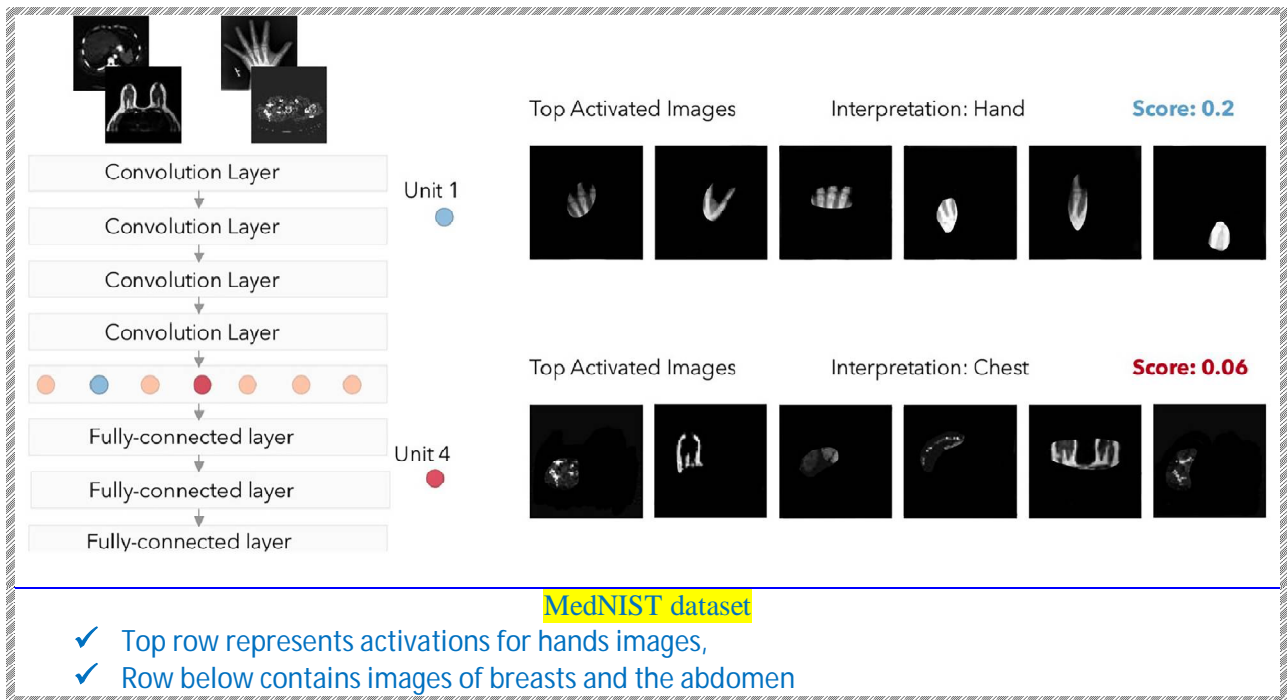 Convolution Layer
Convolution Layer
Convolution Layer
Convolution Layer
Fully-connected layer
Fully-connected layer
Fully-connected layer
Unit 1
Unit 4
Top Activated Images Interpretation: Hand Score: 0.2
Top Activated Images Interpretation: Chest Score: 0.06
MedNIST dataset
✓ Top row represents activations for hands images,
✓ Row below contains images of breasts and the abdomen